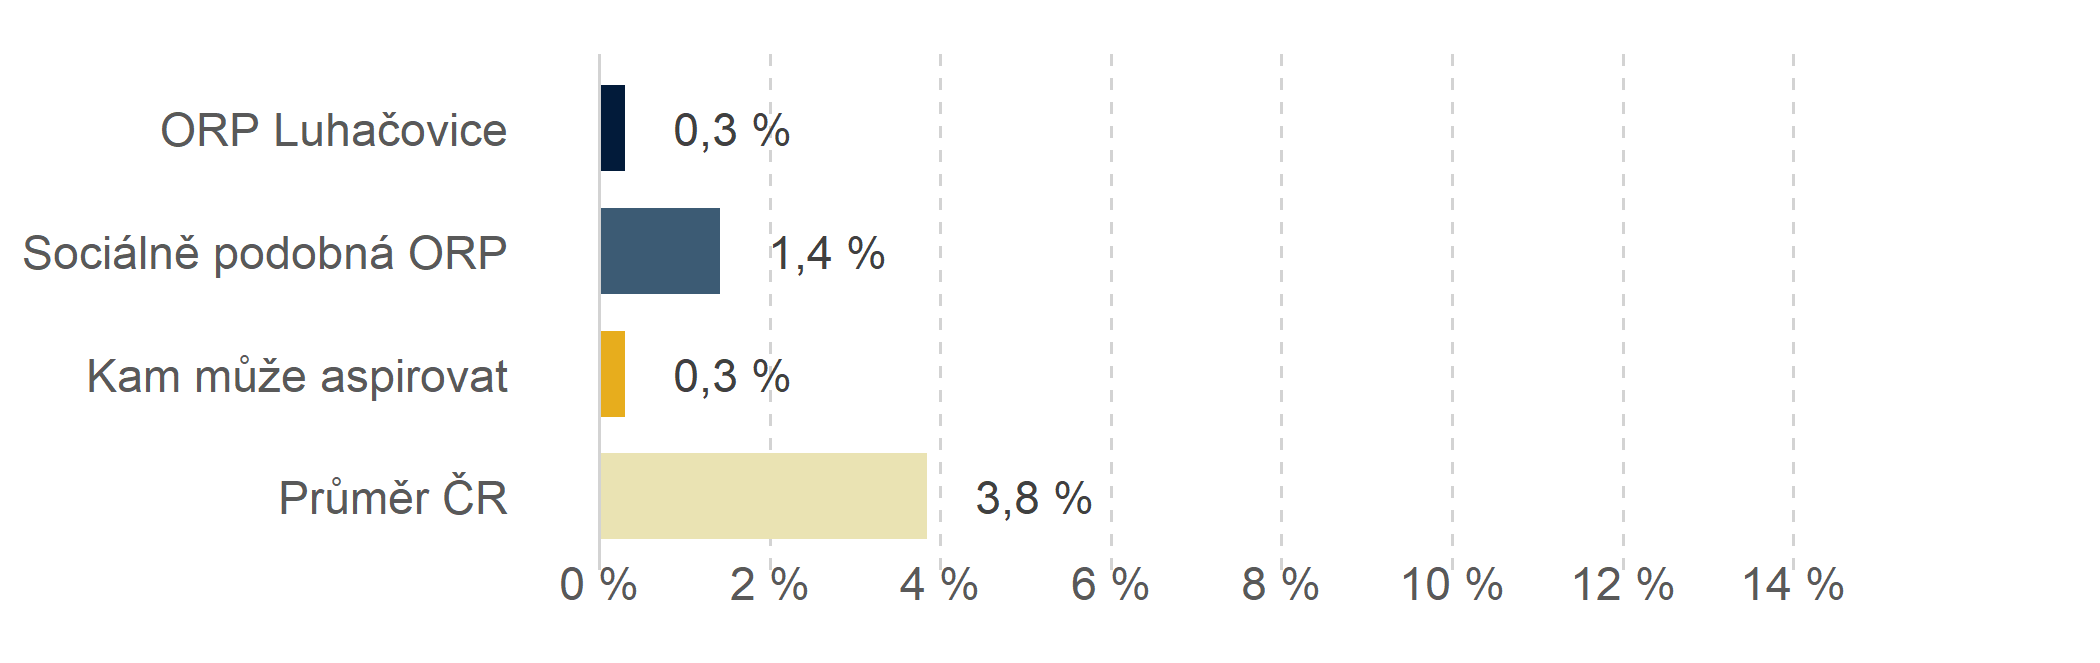 ORP Luhačovice 0,3 %
Sociálně podobná ORP 1,4 %
Kam může aspirovat 0,3 %
Průměr ČR 3,8 %
0 % 2 % 4 % 6 % 8 % 10 % 12 % 14 %